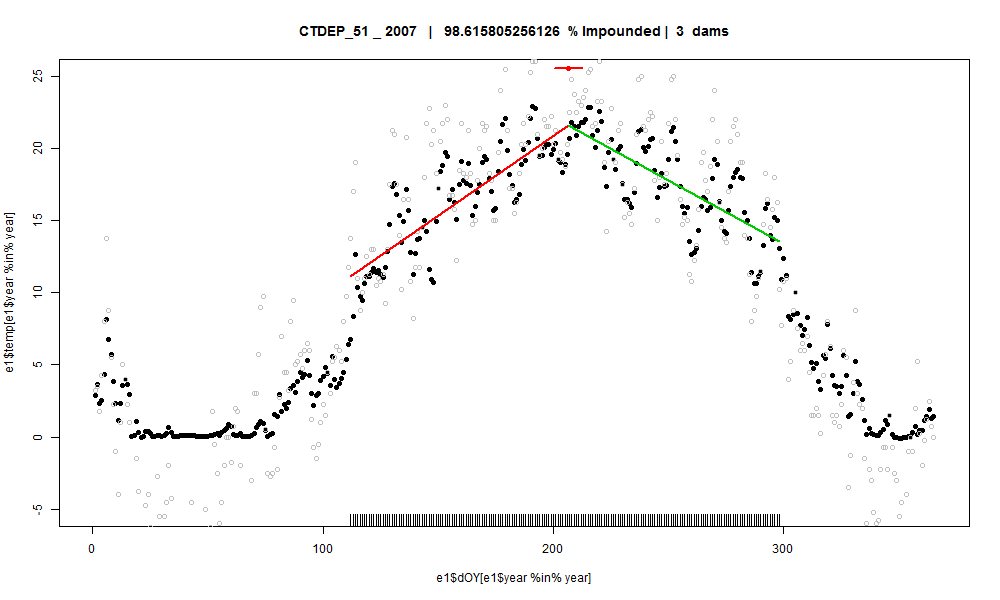 CTDEP_51 _ 2007 | 98.615805256126 % Impounded | 3 dams
25
20
15
10
5
0
-5
e1$temp[e1$year %in% year]
0 100 200 300
e1$dOY[e1$year %in% year]